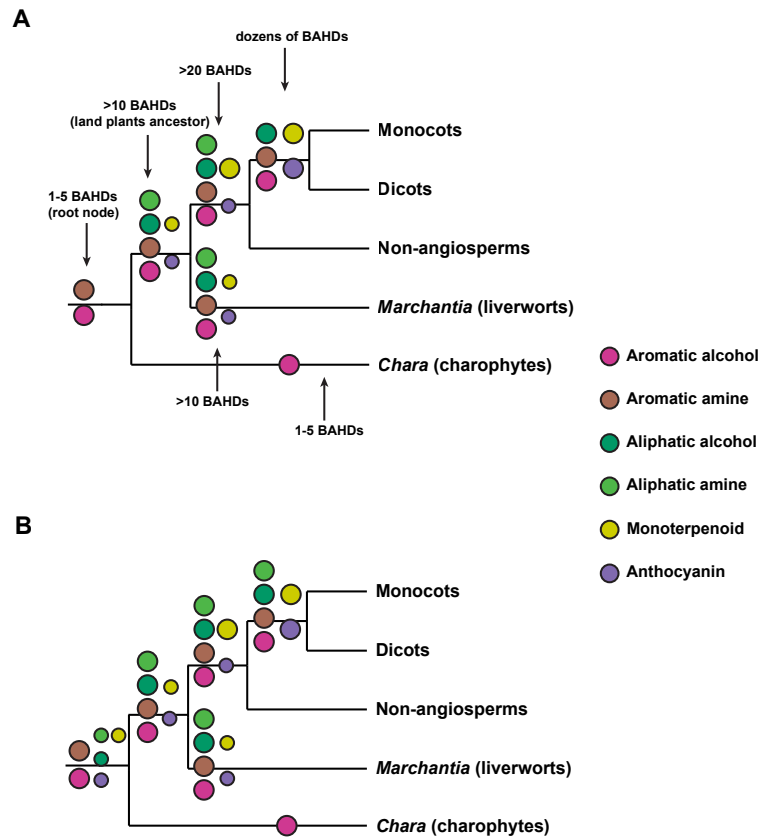 A
dozens of BAHDs
>20 BAHDs
>10 BAHDs
(land plants ancestor)
1-5 BAHDs
(root node)
Monocots
Dicots
Non-angiosperms
Marchantia (liverworts)
Chara (charophytes)
>10 BAHDs
1-5 BAHDs
Aromatic alcohol
Aromatic amine
Aliphatic alcohol
Aliphatic amine
Monoterpenoid
Anthocyanin
B
Monocots
Dicots
Non-angiosperms
Marchantia (liverworts)
Chara (charophytes)